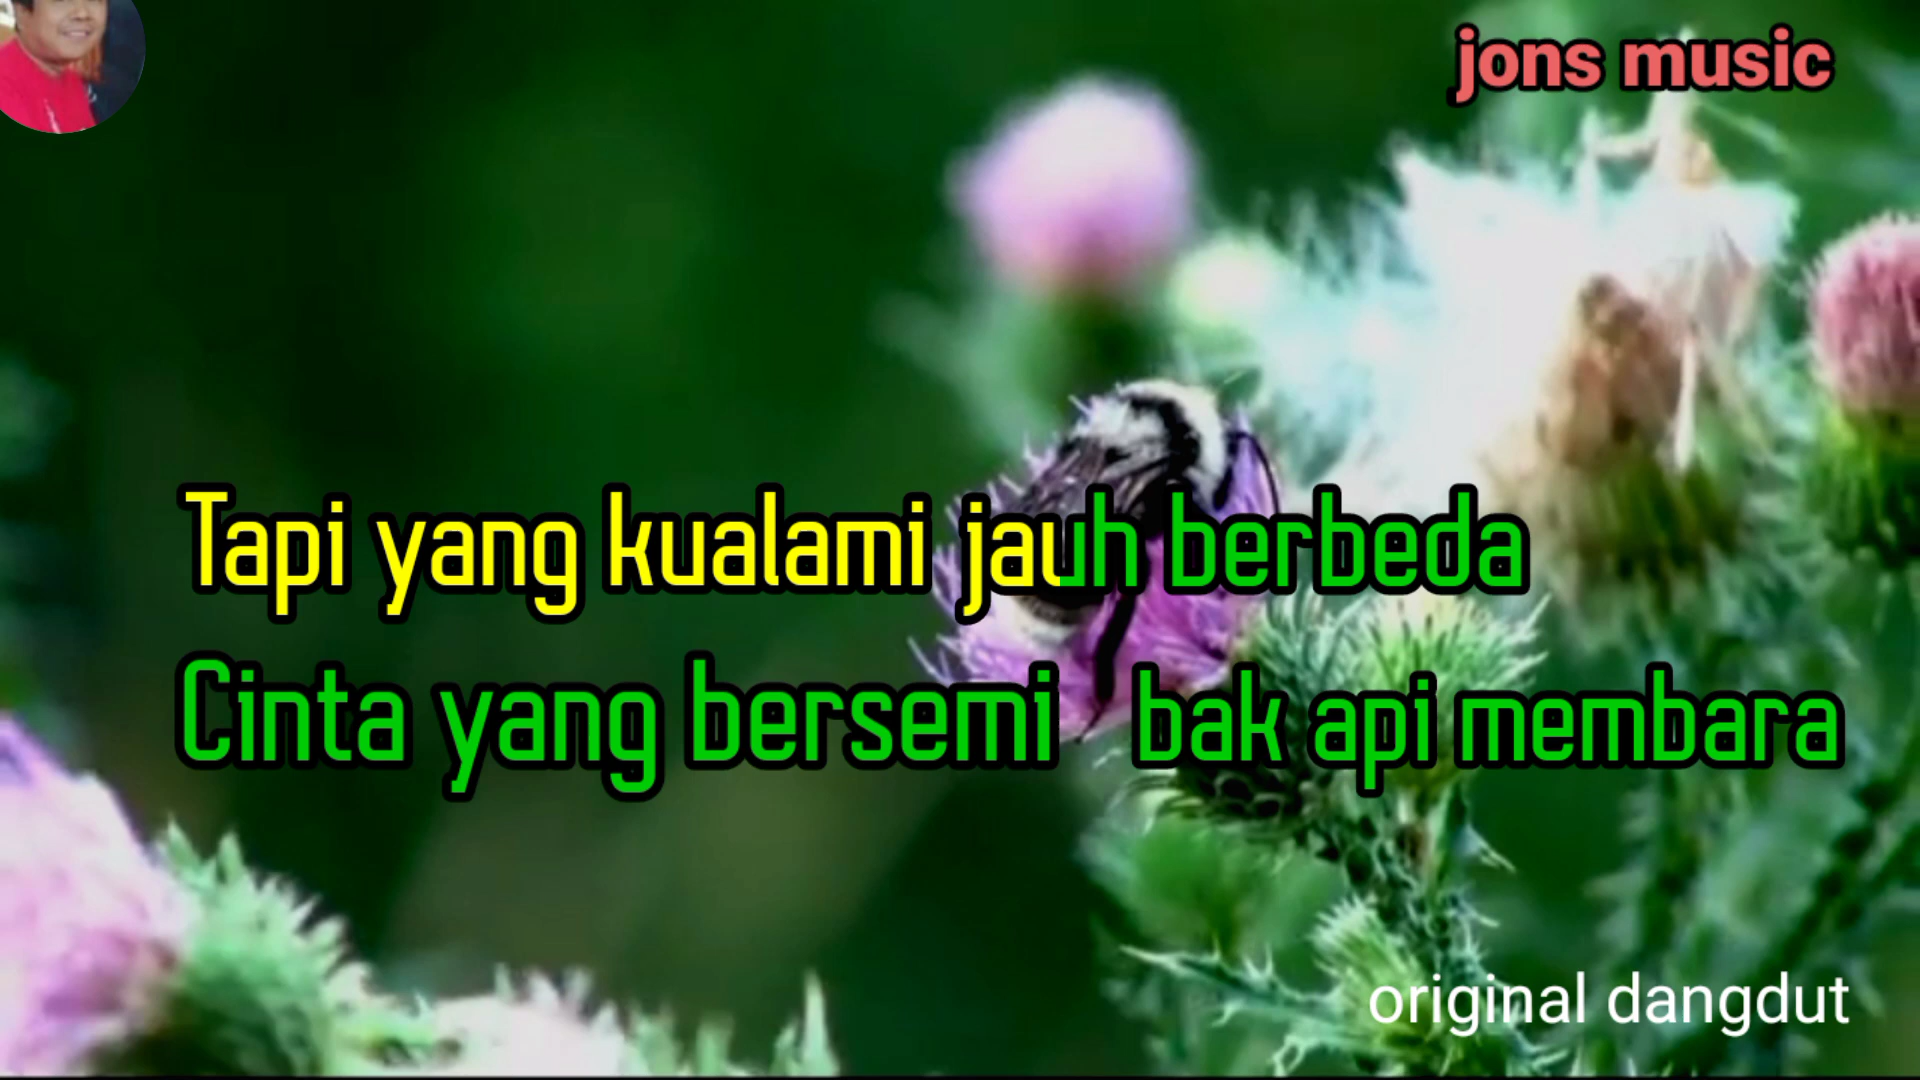 jons music
Tapi yang kualami jauh berbeda
Cinta yang bersemi bak api membara
original dangdut